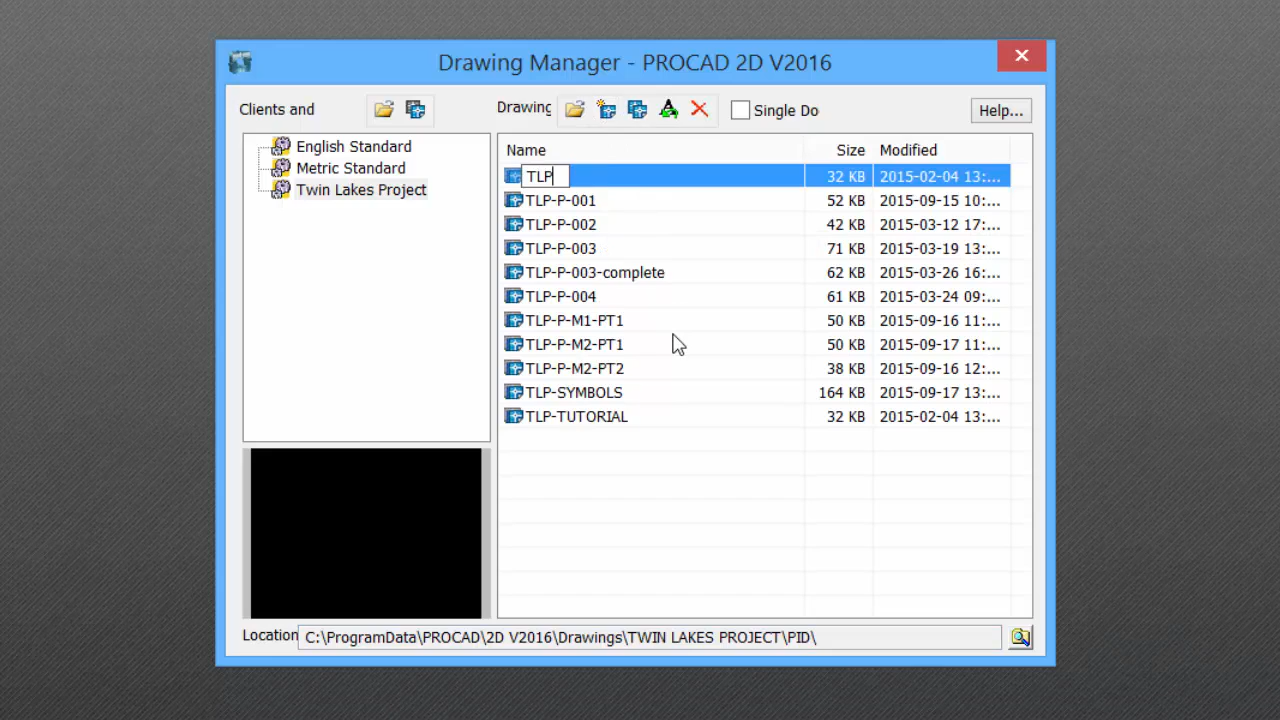 Drawing Manager - PROCAD 2D V2016
Clients and
Drawing
Single Do
Help...
English Standard
Metric Standard
Twin Lakes Project
Name Size Modified
TLP 32 KB 2015-02-04 13:...
TLP-P-001 52 KB 2015-09-15 10:...
TLP-P-002 42 KB 2015-03-12 17:...
TLP-P-003 71 KB 2015-03-19 13:...
TLP-P-003-complete 62 KB 2015-03-26 16:...
TLP-P-004 61 KB 2015-03-24 09:...
TLP-P-M1-PT1 50 KB 2015-09-16 11:...
TLP-P-M2-PT1 50 KB 2015-09-17 11:...
TLP-P-M2-PT2 38 KB 2015-09-16 12:...
TLP-SYMBOLS 164 KB 2015-09-17 13:...
TLP-TUTORIAL 32 KB 2015-02-04 13:...
Location C:\ProgramData\PROCAD\2D V2016\Drawings\TWIN LAKES PROJECT\PID\